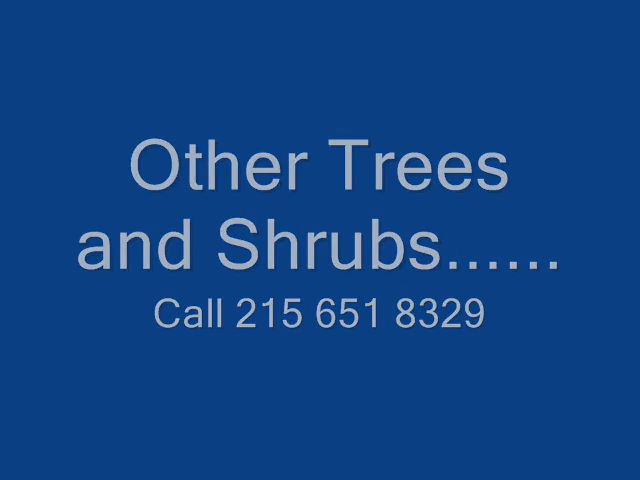 Other Trees
and Shrubs......
Call 215 651 8329